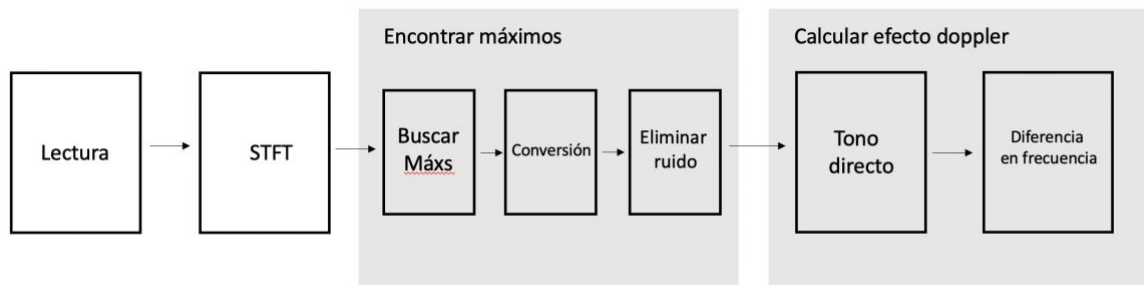 Encontrar máximos
Calcular efecto doppler
Lectura
STFT
Buscar
Máxs
Conversión
Eliminar
ruido
Tono
directo
Diferencia
en frecuencia